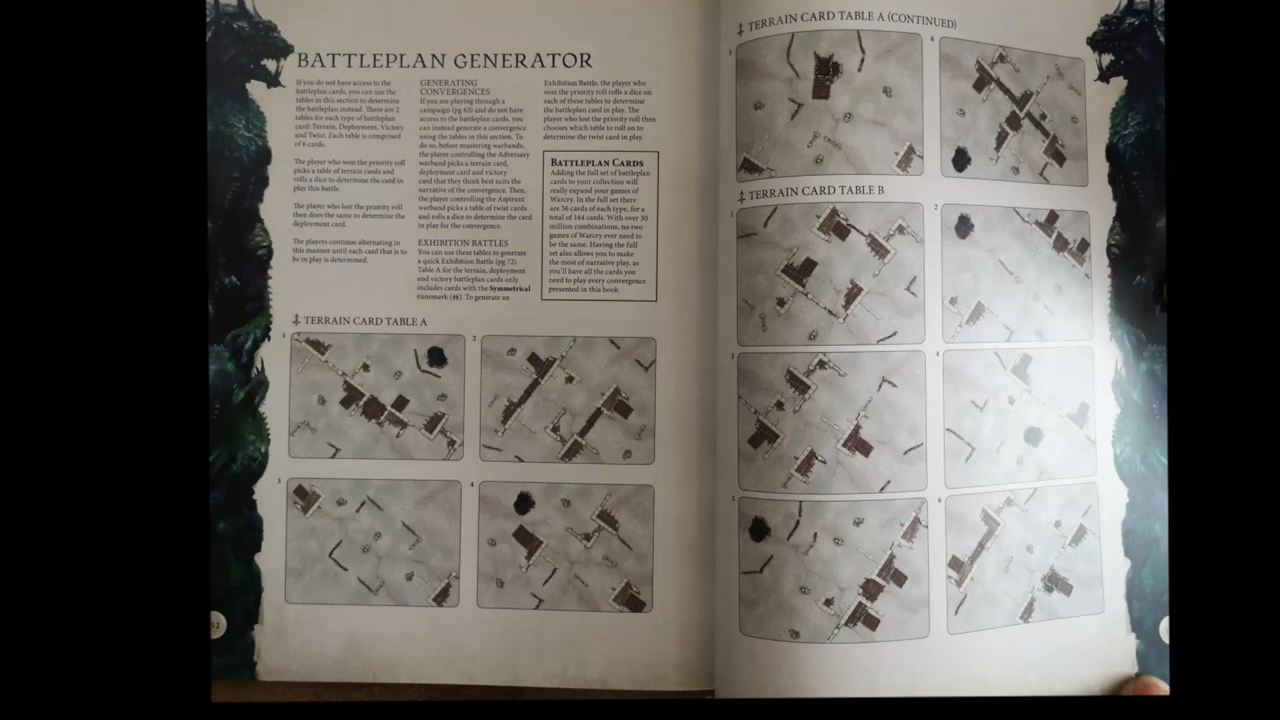 BATTLEPLAN GENERATOR
If you do not have access to the
battleplan cards, you can use the
tables in this section to determine
the battleplan instead. There are 2
tables for each type of battleplan
card: Terrain, Deployment, Victory
and Twist. Each table is comprised
of 6 cards.
The player who won the priority roll
picks a table of terrain cards and
rolls a dice to determine the card in
play this battle.
The player who lost the priority roll
then does the same to determine the
deployment card.
The players continue alternating in
this manner until each card that is to
be in play is determined.
GENERATING
CONVERGENCES
If you are playing through a
campaign (pg 63) and do not have
access to the battleplan cards, you
can instead generate a convergence
using the tables in this section. To
do so, before mustering warbands,
the player controlling the Adversary
warband picks a terrain card,
deployment card and victory
card that they think best suits the
narrative of the convergence. Then,
the player controlling the Aspirant
warband picks a table of twist cards
and rolls a dice to determine the card
in play for the convergence.
EXHIBITION BATTLES
You can use these tables to generate
a quick Exhibition Battle (pg 72).
Table A for the terrain, deployment
and victory battleplan cards only
includes cards with the Symmetrical
runemark ( ). To generate an
Exhibition Battle, the player who
won the priority roll rolls a dice on
each of these tables to determine
the battleplan card in play. The
player who lost the priority roll then
chooses which table to roll on to
determine the twist card in play.
BATTLEPLAN CARDS
Adding the full set of battleplan
cards to your collection will
really expand your games of
Warcry. In the full set there
are 36 cards of each type, for a
total of 144 cards. With over 30
million combinations, no two
games of Warcry ever need to
be the same. Having the full
set also allows you to make
the most of narrative play, as
you'll have all the cards you
need to play every convergence
presented in this book.
TERRAIN CARD TABLE A
1
2
3
4
TERRAIN CARD TABLE A (CONTINUED)
5
6
TERRAIN CARD TABLE B
1
2
3
4
5
6